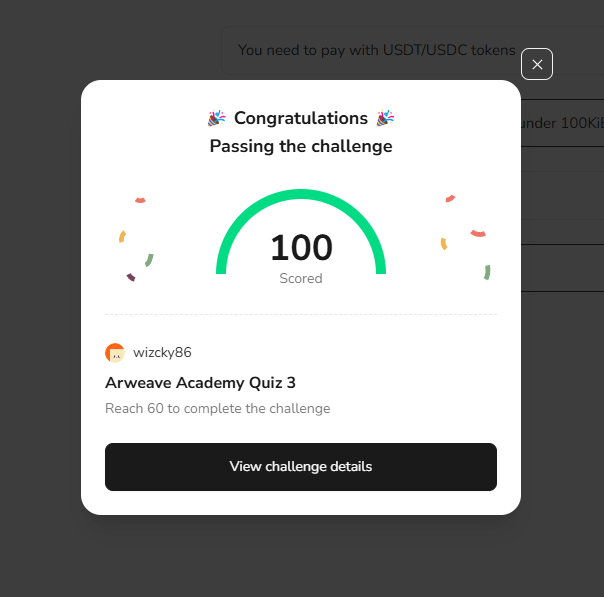 You need to pay with USDT/USDC tokens
under 100KiB
🎉 Congratulations 🎉
Passing the challenge
100
Scored
wizcky86
Arweave Academy Quiz 3
Reach 60 to complete the challenge
View challenge details